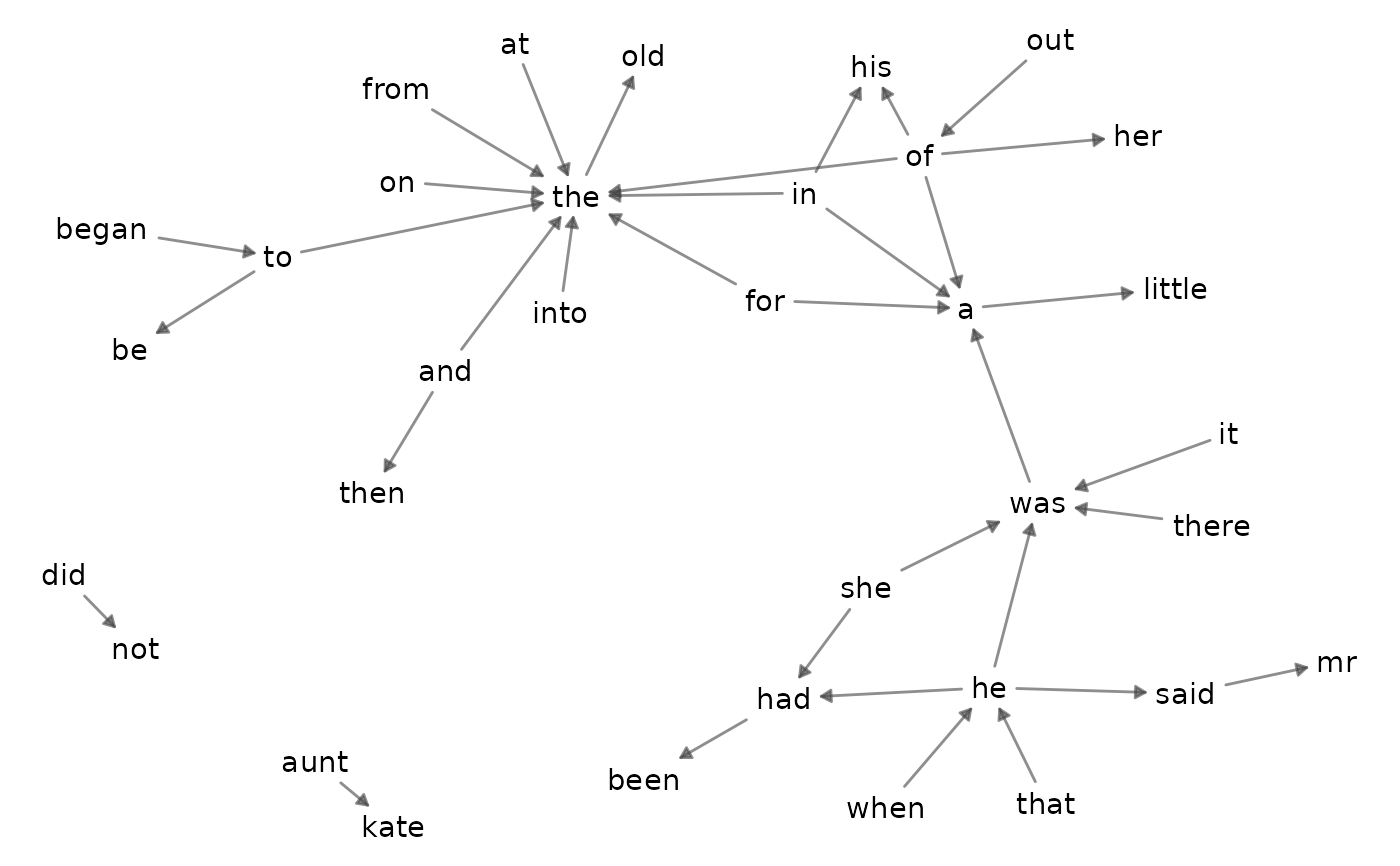 out
at
old
his
from
her
of
on
in
the
began
to
little
for
a
into
be
and
it
then
was
there
did
she
not
mr
he
said
had
aunt
been
that
when
kate